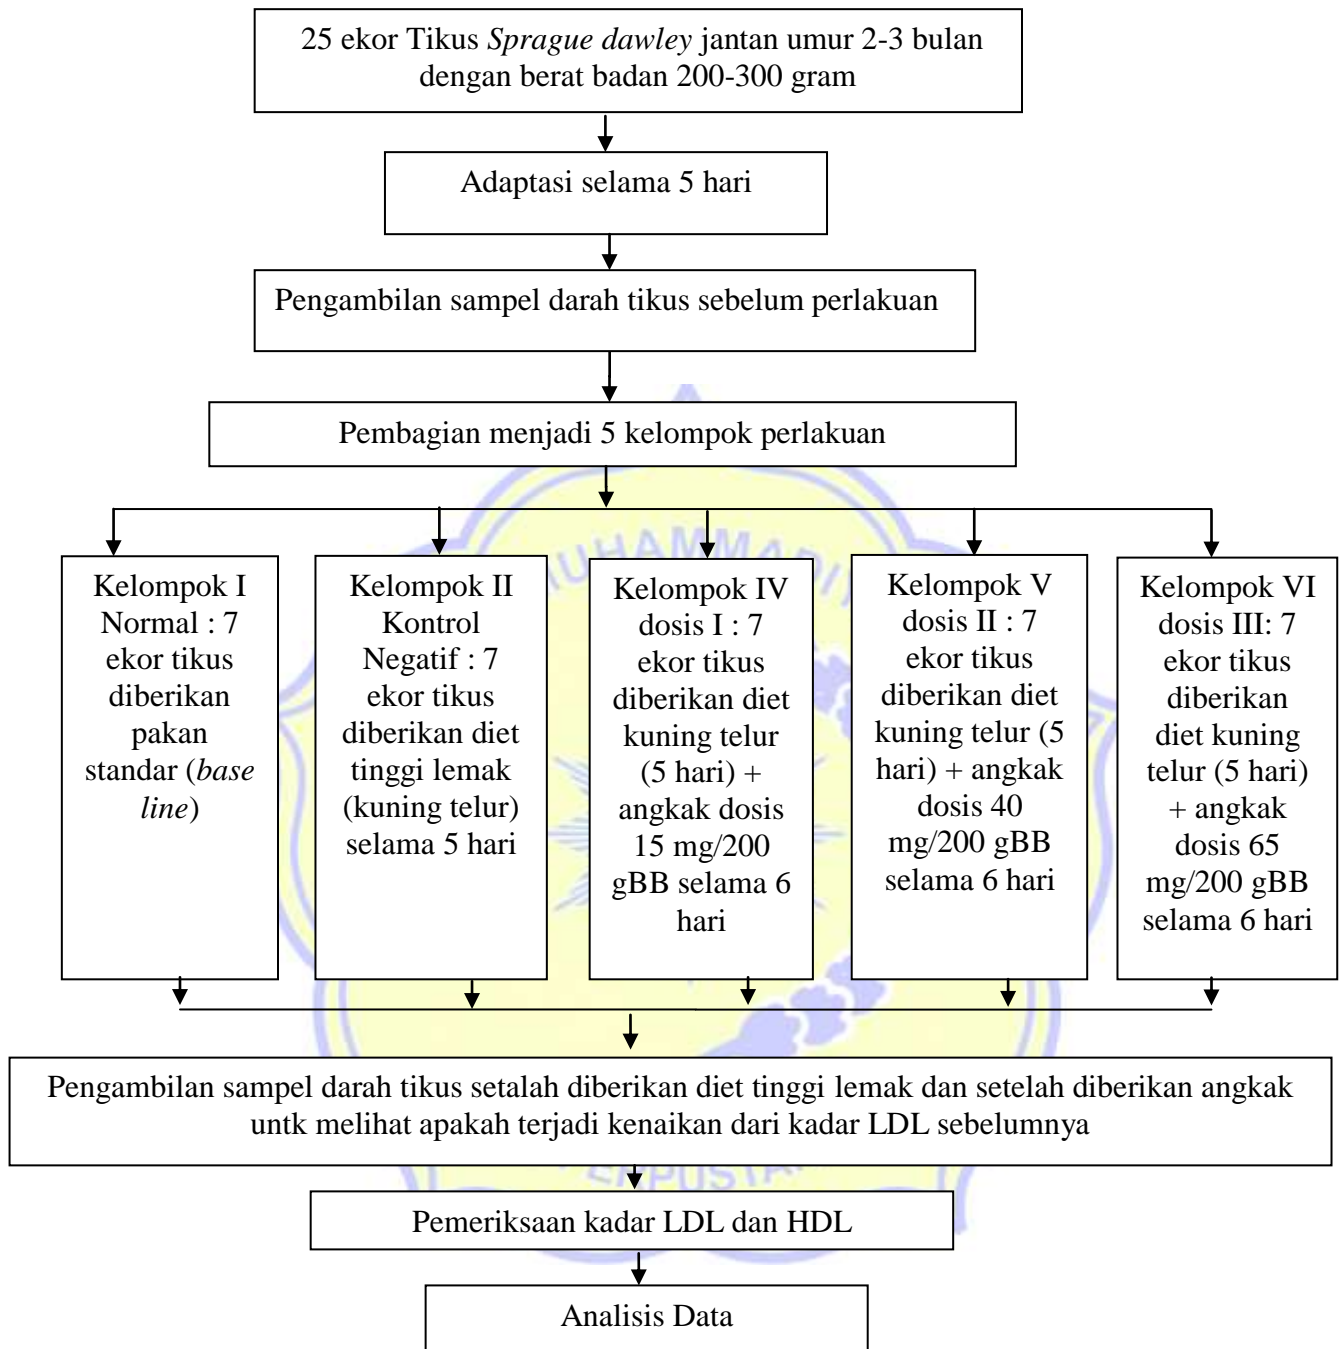 25 ekor Tikus Sprague dawley jantan umur 2-3 bulan
dengan berat badan 200-300 gram
Adaptasi selama 5 hari
Pengambilan sampel darah tikus sebelum perlakuan
Pembagian menjadi 5 kelompok perlakuan
Kelompok I
Normal : 7
ekor tikus
diberikan
pakan
standar (base
line)
Kelompok II
Kontrol
Negatif : 7
ekor tikus
diberikan diet
tinggi lemak
(kuning telur)
selama 5 hari
Kelompok IV
dosis I : 7
ekor tikus
diberikan diet
kuning telur
(5 hari) +
angkak dosis
15 mg/200
gBB selama 6
hari
Kelompok V
dosis II : 7
ekor tikus
diberikan diet
kuning telur (5
hari) + angkak
dosis 40
mg/200 gBB
selama 6 hari
Kelompok VI
dosis III: 7
ekor tikus
diberikan
diet kuning
telur (5 hari)
+ angkak
dosis 65
mg/200 gBB
selama 6 hari
Pengambilan sampel darah tikus setalah diberikan diet tinggi lemak dan setelah diberikan angkak
untk melihat apakah terjadi kenaikan dari kadar LDL sebelumnya
Pemeriksaan kadar LDL dan HDL
Analisis Data